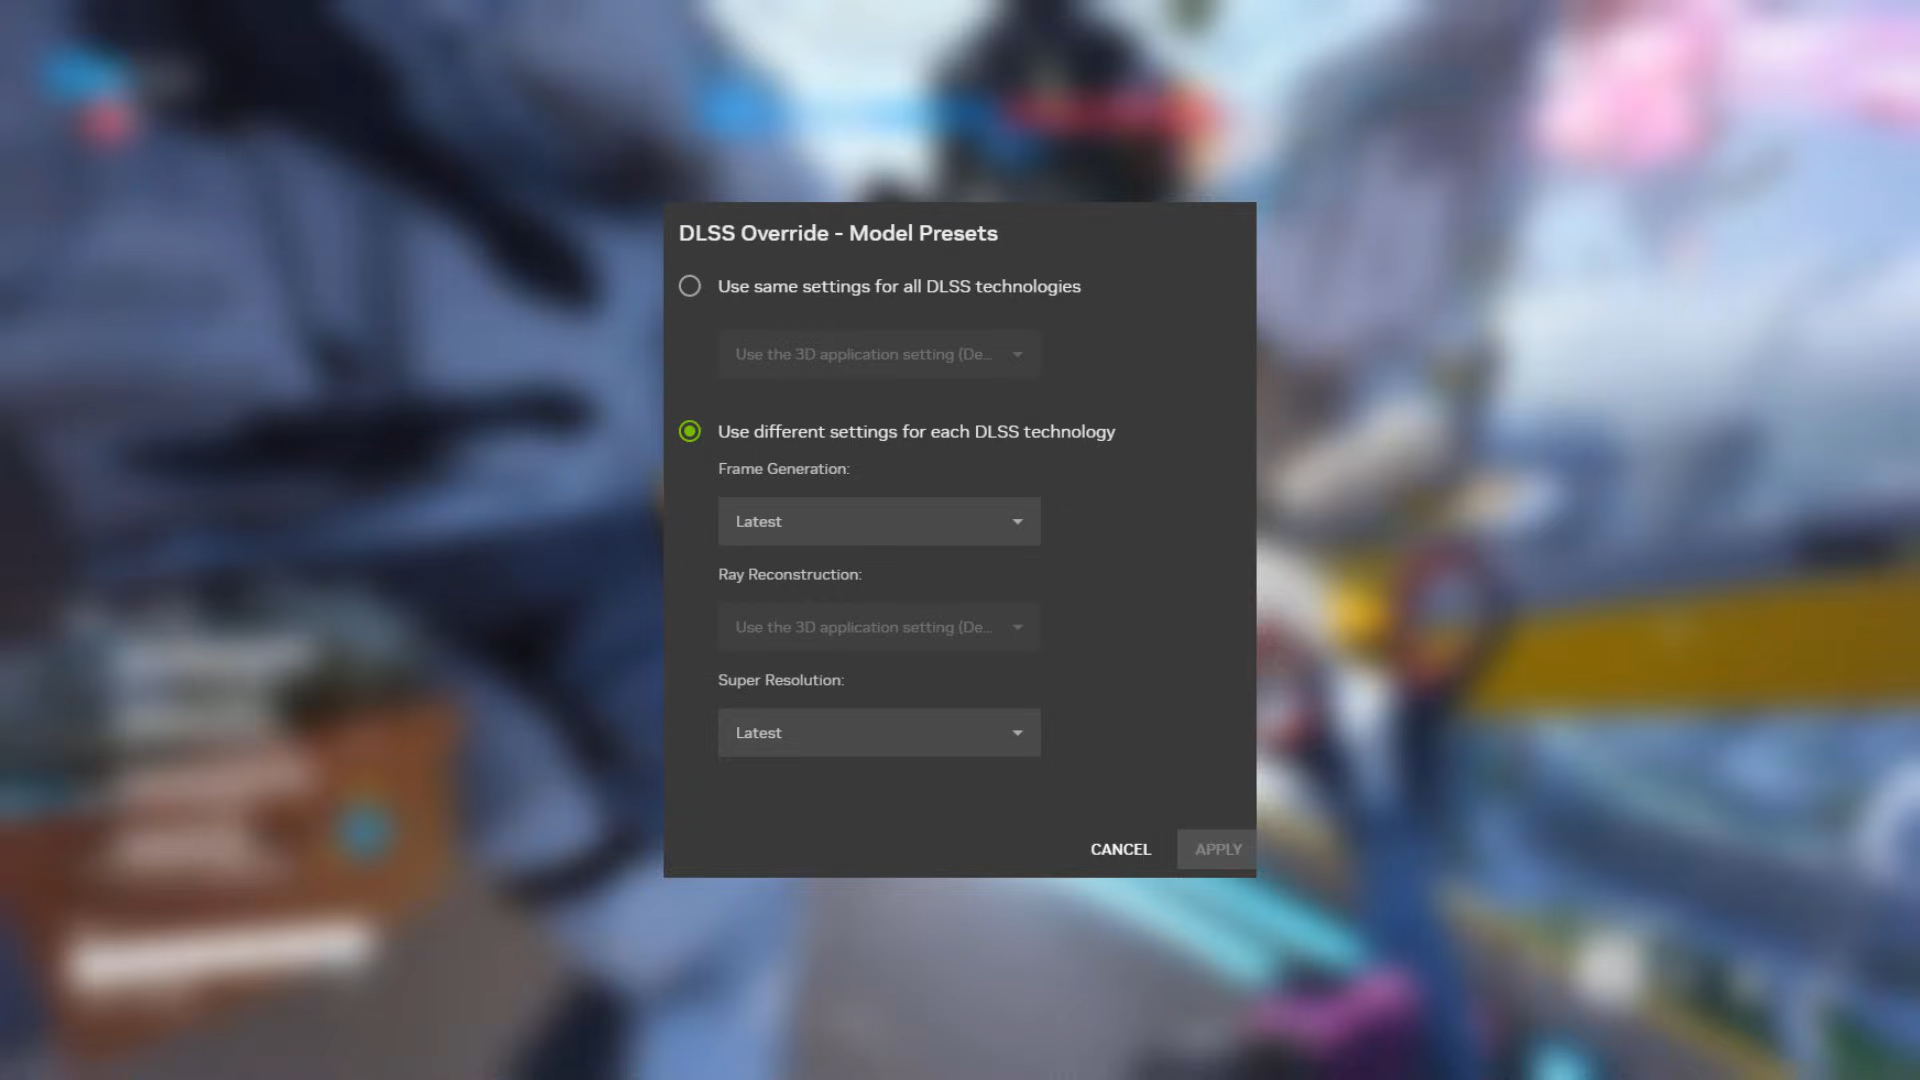 DLSS Override - Model Presets
Use same settings for all DLSS technologies
Use the 3D application setting (De...
Use different settings for each DLSS technology
Frame Generation:
Latest
Ray Reconstruction:
Use the 3D application setting (De...
Super Resolution:
Latest
CANCEL
APPLY